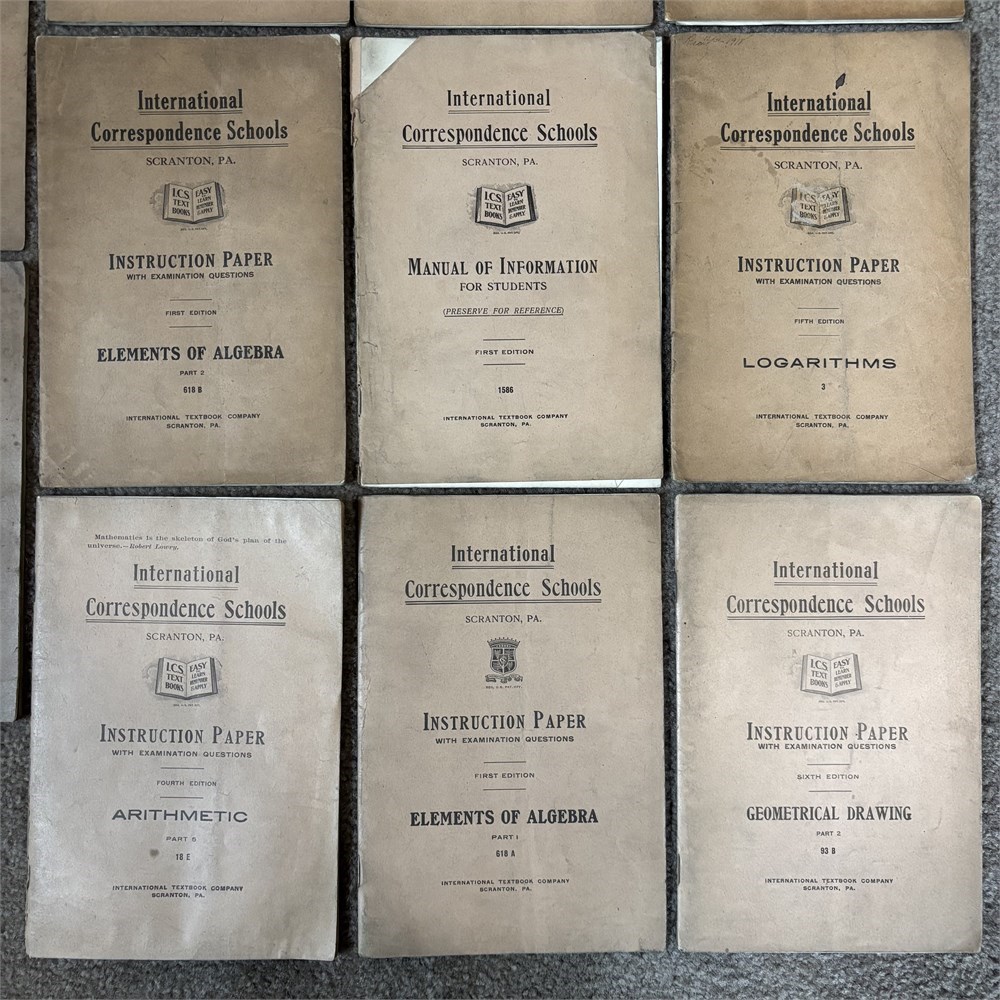 International
Correspondence Schools
SCRANTON, PA.
I.C.S. TEXT BOOKS EASY TO LEARN REMEMBER & APPLY
INSTRUCTION PAPER
WITH EXAMINATION QUESTIONS
FIRST EDITION
ELEMENTS OF ALGEBRA
PART 2
618 B
INTERNATIONAL TEXTBOOK COMPANY
SCRANTON, PA.
International
Correspondence Schools
SCRANTON, PA.
I.C.S. TEXT BOOKS EASY TO LEARN REMEMBER & APPLY
MANUAL OF INFORMATION
FOR STUDENTS
(PRESERVE FOR REFERENCE)
FIRST EDITION
1586
INTERNATIONAL TEXTBOOK COMPANY
SCRANTON, PA.
International
Correspondence Schools
SCRANTON, PA.
I.C.S. TEXT BOOKS EASY
INSTRUCTION PAPER
WITH EXAMINATION QUESTIONS
FIFTH EDITION
LOGARITHMS
3
INTERNATIONAL TEXTBOOK COMPANY
SCRANTON, PA.
Mathematics is the skeleton of God's plan of the
universe.—Robert Lowry.
International
Correspondence Schools
SCRANTON, PA.
I.C.S. TEXT BOOKS EASY TO LEARN REMEMBER & APPLY
INSTRUCTION PAPER
WITH EXAMINATION QUESTIONS
FOURTH EDITION
ARITHMETIC
PART 5
18 E
INTERNATIONAL TEXTBOOK COMPANY
SCRANTON, PA.
International
Correspondence Schools
SCRANTON, PA.
REG. U.S. PAT. OFF.
INSTRUCTION PAPER
WITH EXAMINATION QUESTIONS
FIRST EDITION
ELEMENTS OF ALGEBRA
PART 1
618 A
INTERNATIONAL TEXTBOOK COMPANY
SCRANTON, PA.
International
Correspondence Schools
SCRANTON, PA.
I.C.S. TEXT BOOKS EASY TO LEARN REMEMBER & APPLY
INSTRUCTION PAPER
WITH EXAMINATION QUESTIONS
SIXTH EDITION
GEOMETRICAL DRAWING
PART 2
93 B
INTERNATIONAL TEXTBOOK COMPANY
SCRANTON, PA.